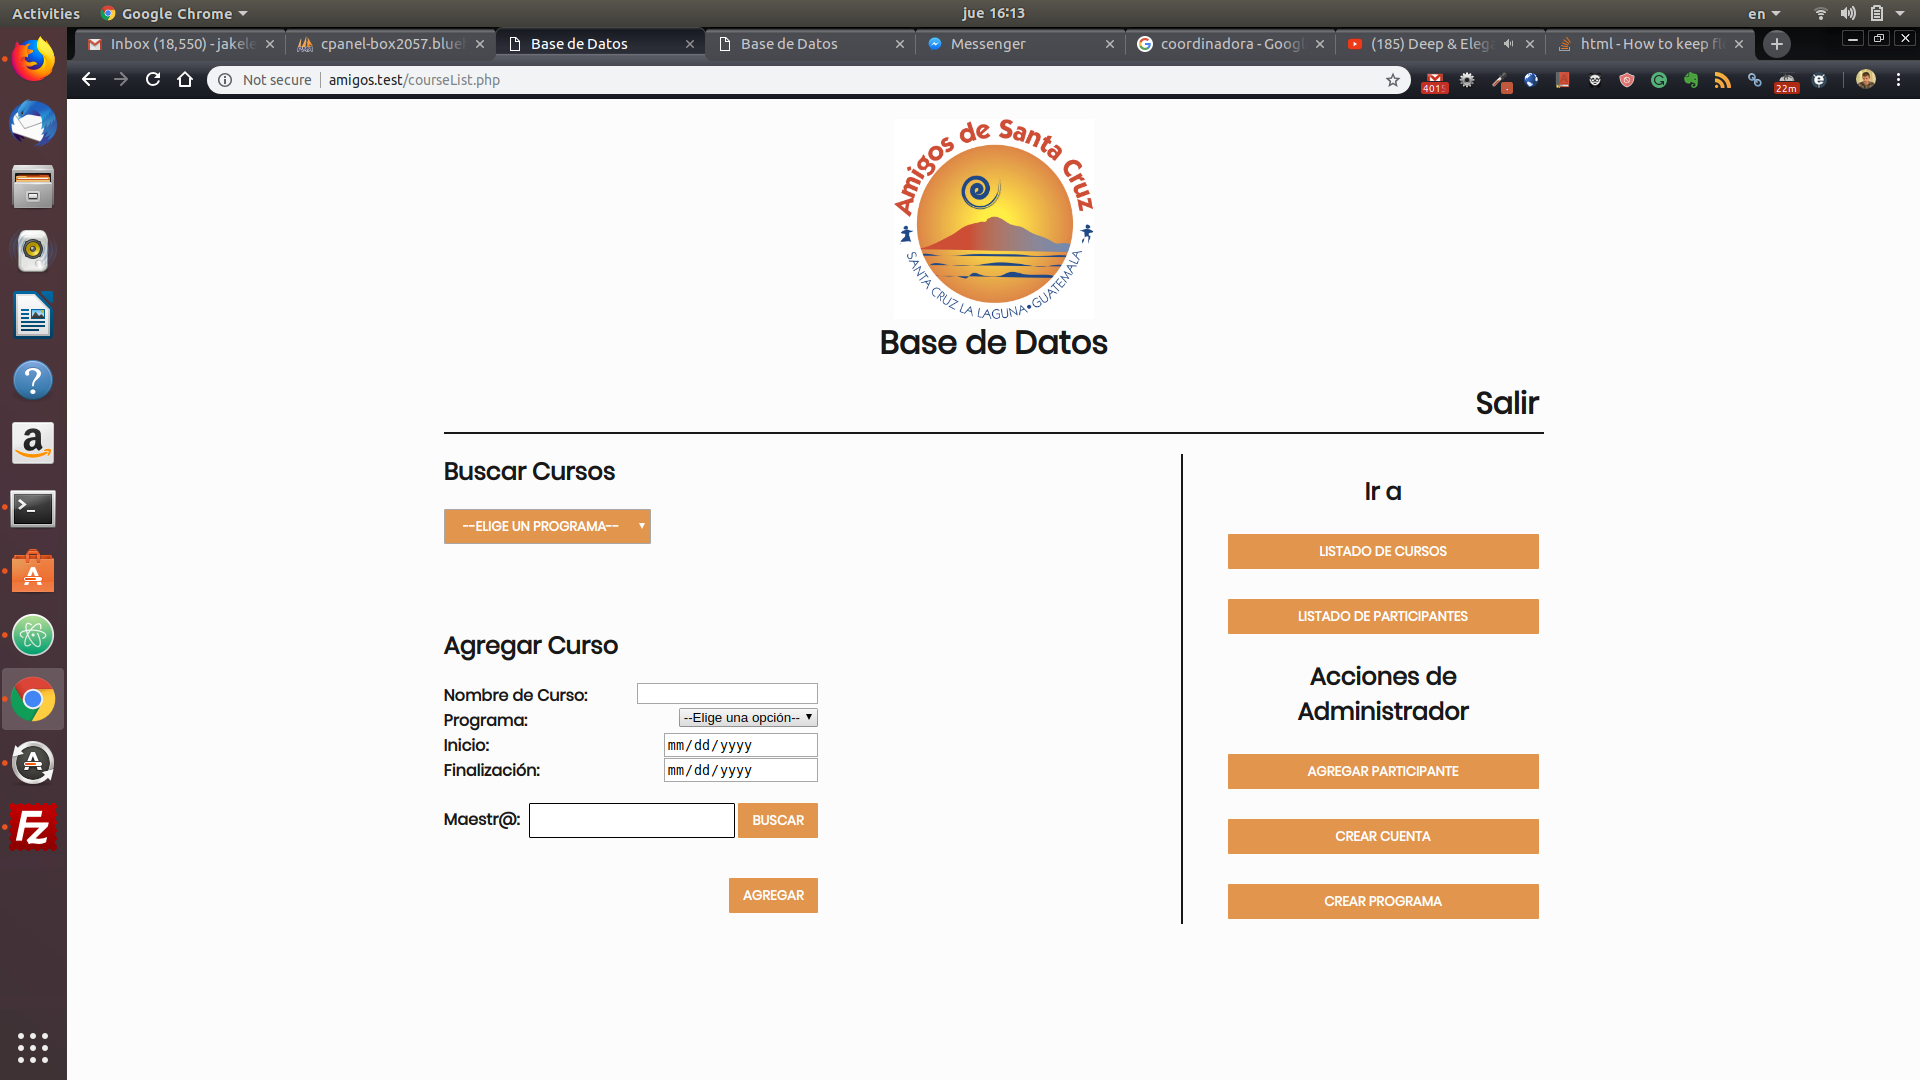 Activities
Google Chrome
jue 16:13
en
Inbox (18,550) - jakele
cpanel-box2057.blueh
Base de Datos
Base de Datos
Messenger
coordinadora - Googl
(185) Deep & Elega
html - How to keep fl
Not secure
amigos.test/courseList.php
22m
Amigos de Santa Cruz
SANTA CRUZ LA LAGUNA•GUATEMALA
Base de Datos
Salir
Buscar Cursos
--ELIGE UN PROGRAMA--
Agregar Curso
Nombre de Curso:
Programa:
--Elige una opción--
Inicio:
mm/dd/yyyy
Finalización:
mm/dd/yyyy
Maestr@:
BUSCAR
AGREGAR
Ir a
LISTADO DE CURSOS
LISTADO DE PARTICIPANTES
Acciones de
Administrador
AGREGAR PARTICIPANTE
CREAR CUENTA
CREAR PROGRAMA